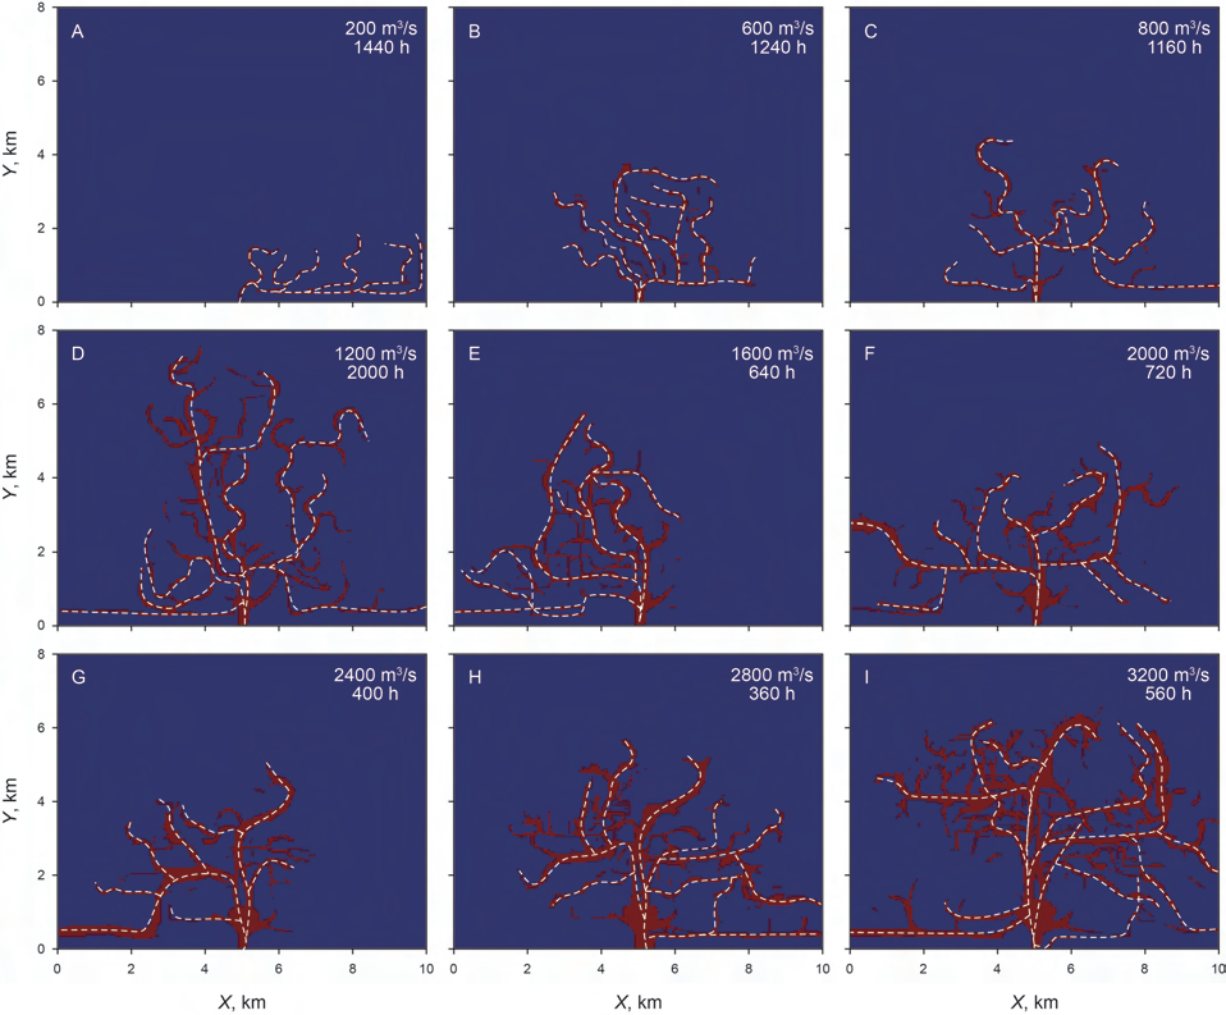 8
A
200 m³/s
1440 h
B
600 m³/s
1240 h
C
800 m³/s
1160 h
6
4
2
0
Y, km
8
D
1200 m³/s
2000 h
E
1600 m³/s
640 h
F
2000 m³/s
720 h
6
4
2
0
Y, km
8
G
2400 m³/s
400 h
H
2800 m³/s
360 h
I
3200 m³/s
560 h
6
4
2
0
Y, km
0 2 4 6 8 10
0 2 4 6 8 10
0 2 4 6 8 10
X, km
X, km
X, km